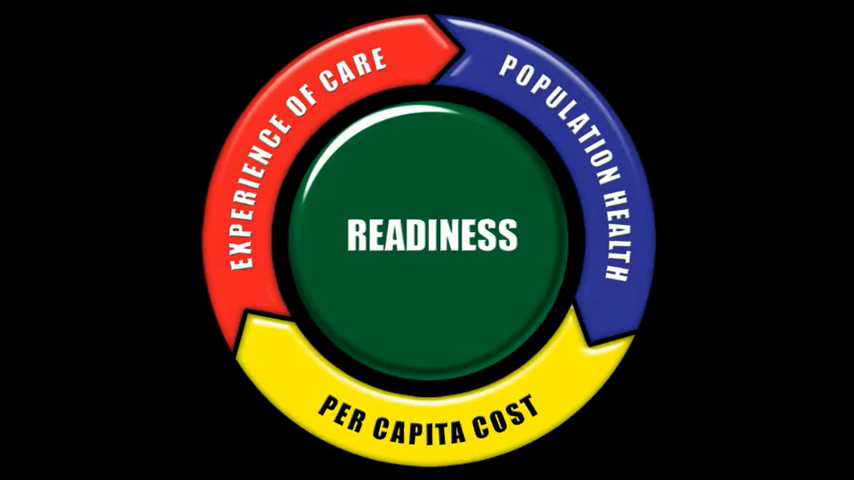 EXPERIENCE OF CARE
POPULATION HEALTH
READINESS
PER CAPITA COST